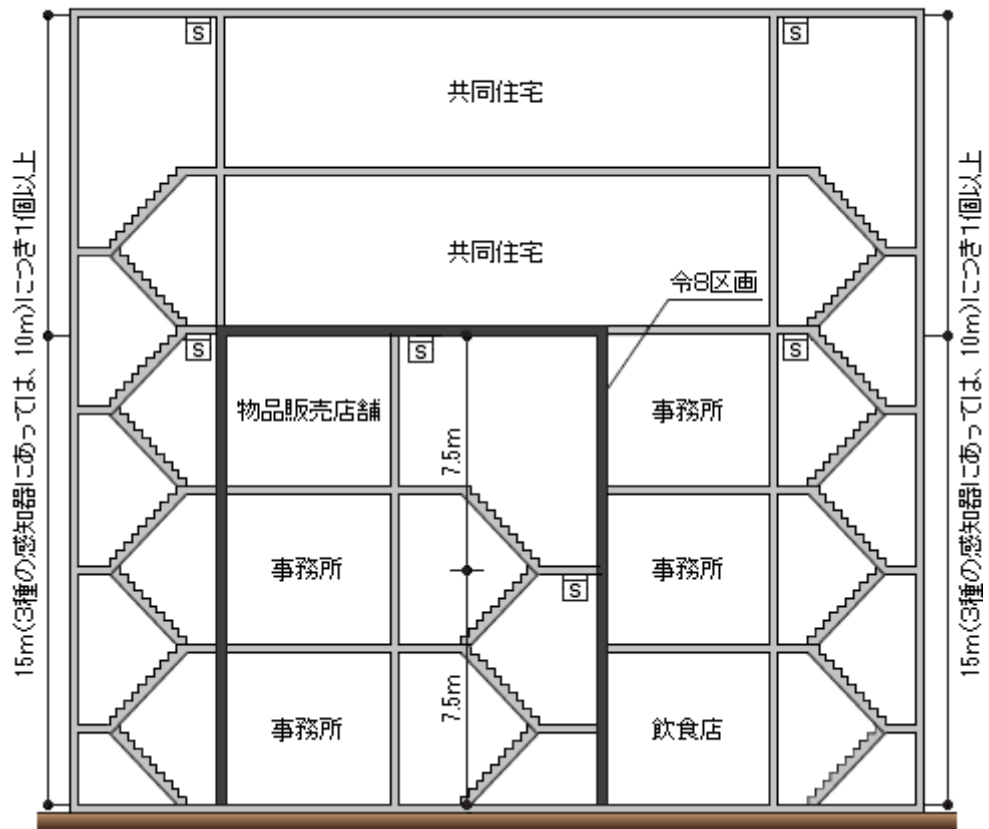 S
S
共同住宅
共同住宅
令8区画
S
S
S
物品販売店舗
事務所
7.5m
事務所
事務所
S
事務所
7.5m
飲食店
15m(3種の感知器にあっては、10m)につき1個以上
15m(3種の感知器にあっては、10m)につき1個以上